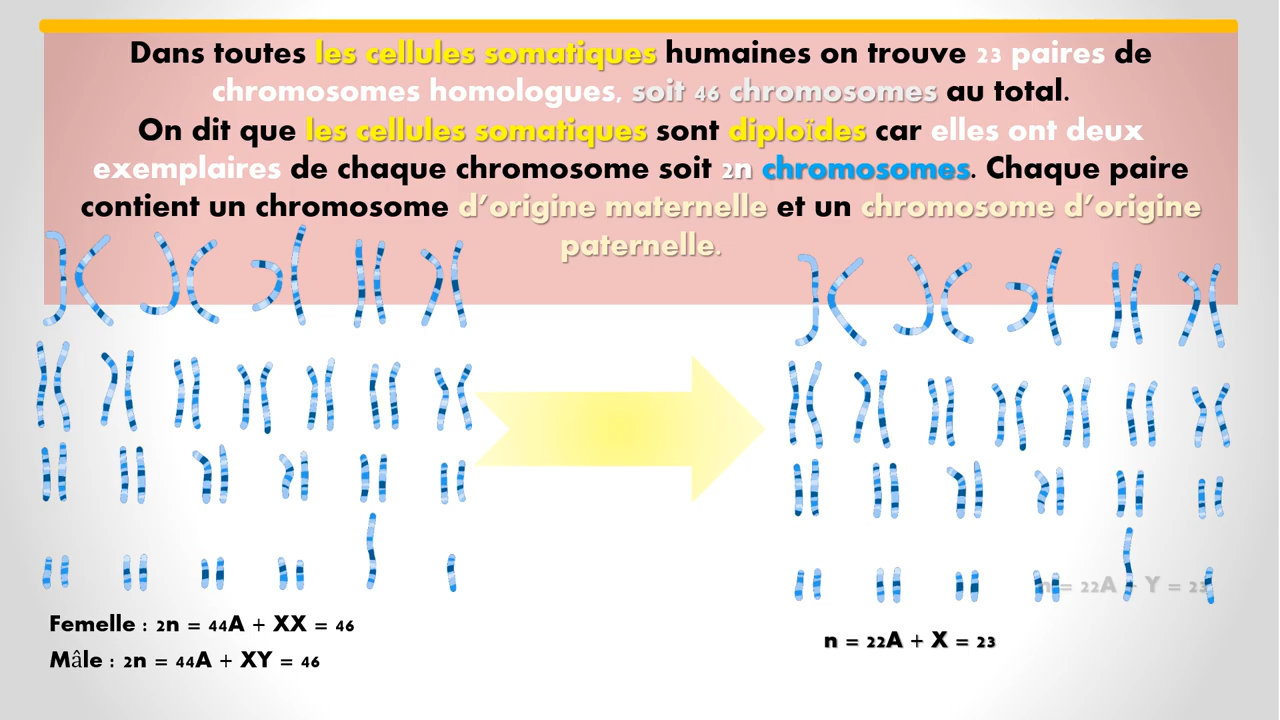 Dans toutes les cellules somatiques humaines on trouve 23 paires de
chromosomes homologues, soit 46 chromosomes au total.
On dit que les cellules somatiques sont diploïdes car elles ont deux
exemplaires de chaque chromosome soit 2n chromosomes. Chaque paire
contient un chromosome d’origine maternelle et un chromosome d’origine
paternelle.
n = 22A + Y = 23
Femelle : 2n = 44A + XX = 46
n = 22A + X = 23
Mâle : 2n = 44A + XY = 46